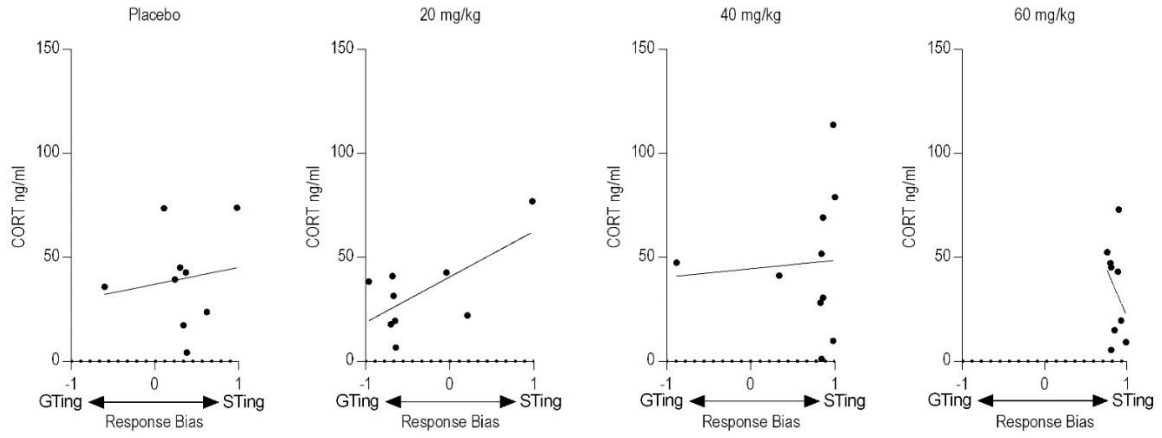 Placebo
20 mg/kg
40 mg/kg
60 mg/kg
150
100
50
0
CORT ng/ml
-1
0
1
GTing
STing
Response Bias
150
100
50
0
CORT ng/ml
-1
0
1
GTing
STing
Response Bias
150
100
50
0
CORT ng/ml
-1
0
1
GTing
STing
Response Bias
150
100
50
0
CORT ng/ml
-1
0
1
GTing
STing
Response Bias